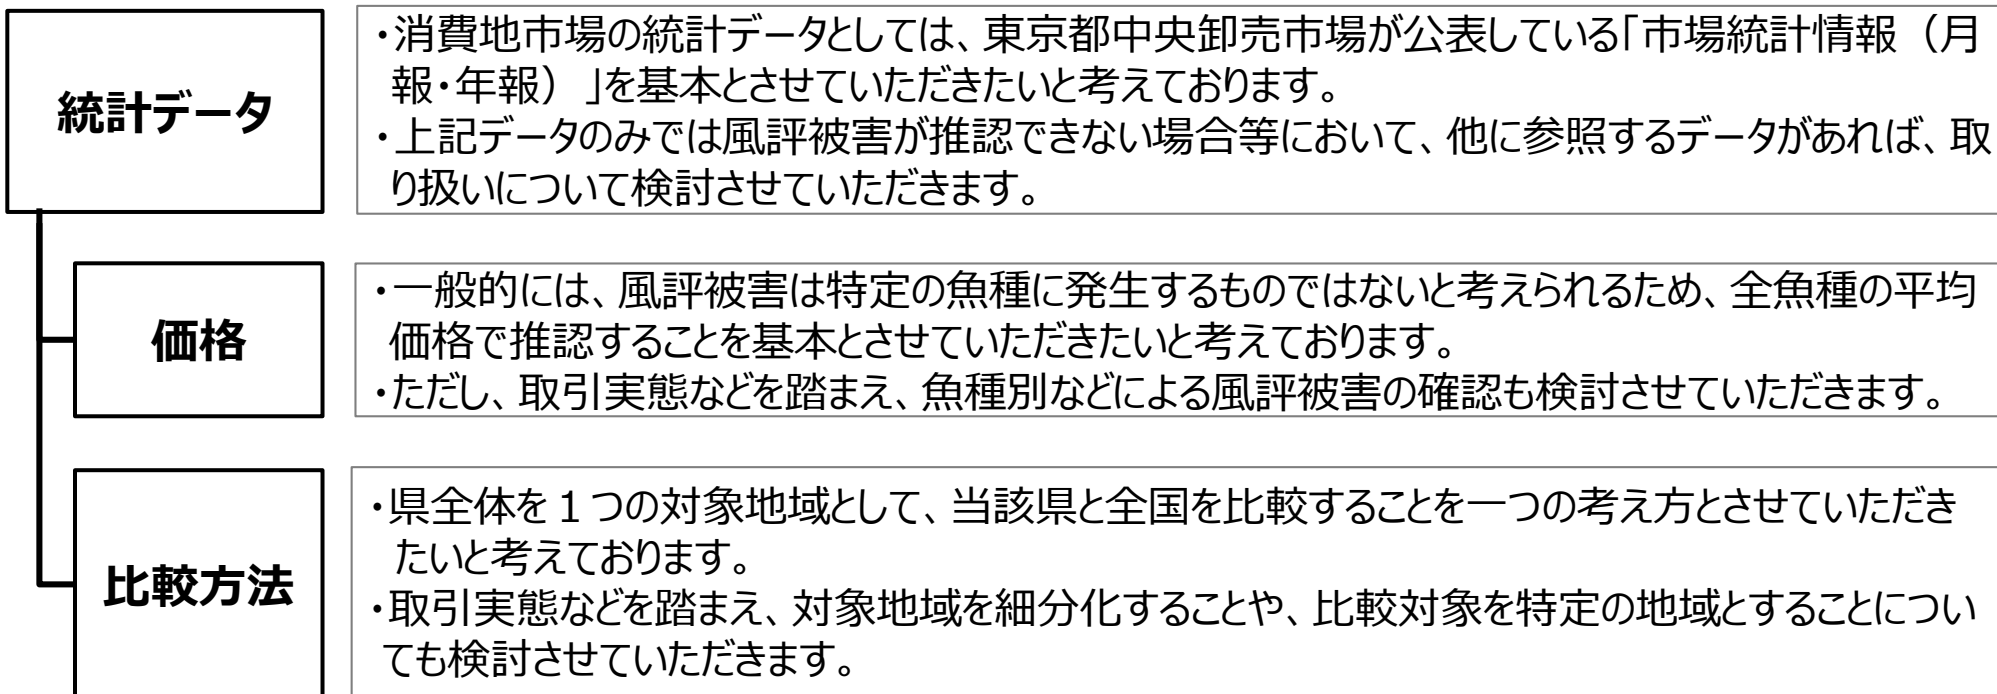 統計データ
・消費地市場の統計データとしては、東京都中央卸売市場が公表している「市場統計情報（月
報・年報）」を基本とさせていただきたいと考えております。
・上記データのみでは風評被害が推認できない場合等において、他に参照するデータがあれば、取
り扱いについて検討させていただきます。
価格
・一般的には、風評被害は特定の魚種に発生するものではないと考えられるため、全魚種の平均
価格で推認することを基本とさせていただきたいと考えております。
・ただし、取引実態などを踏まえ、魚種別などによる風評被害の確認も検討させていただきます。
比較方法
・県全体を１つの対象地域として、当該県と全国を比較することを一つの考え方とさせていただき
たいと考えております。
・取引実態などを踏まえ、対象地域を細分化することや、比較対象を特定の地域とすることについ
ても検討させていただきます。